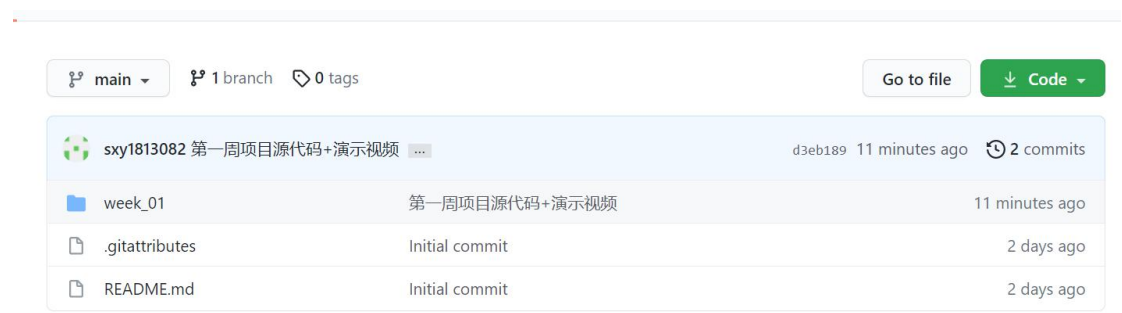 main 1 branch 0 tags Go to file Code
sxy1813082 第一周项目源代码+演示视频 ... d3eb189 11 minutes ago 2 commits
week_01 第一周项目源代码+演示视频 11 minutes ago
.gitattributes Initial commit 2 days ago
README.md Initial commit 2 days ago